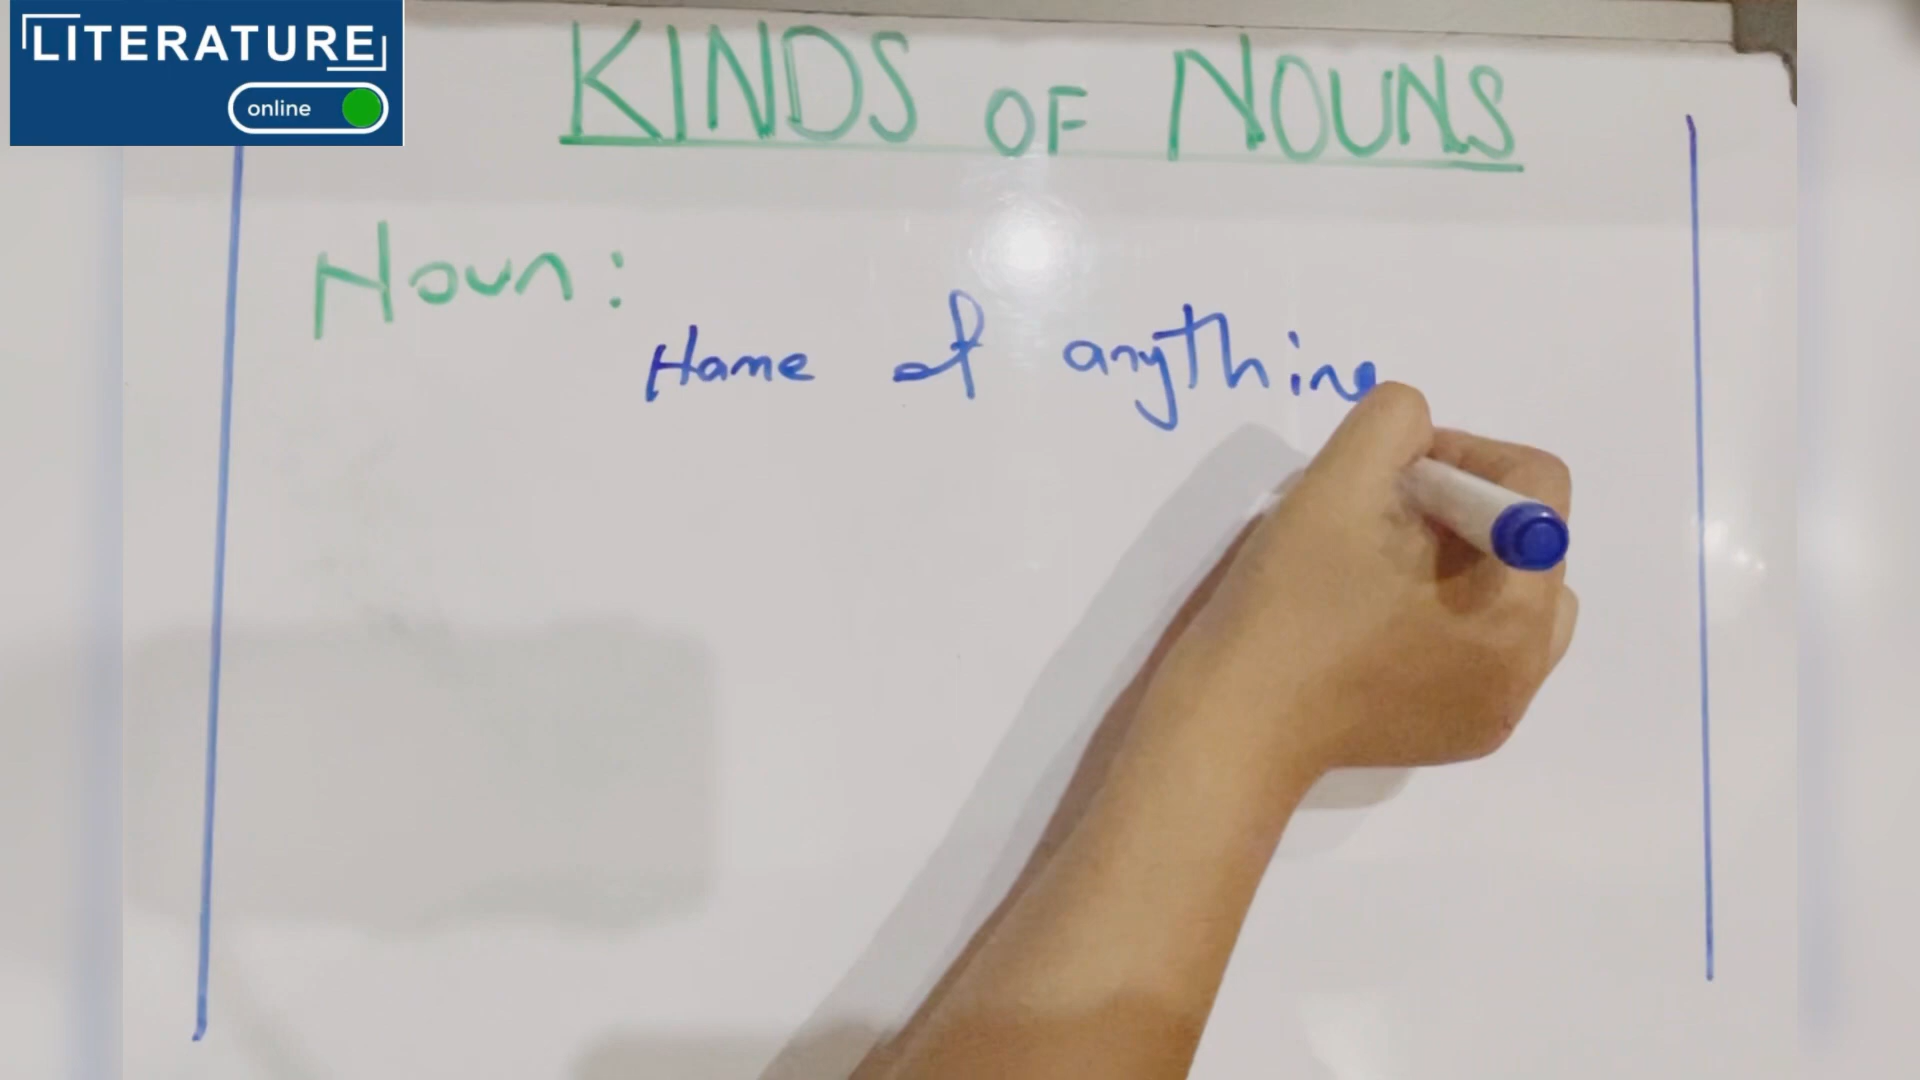 LITERATURE
online
KINDS OF NOUNS
Noun:
Name of anything